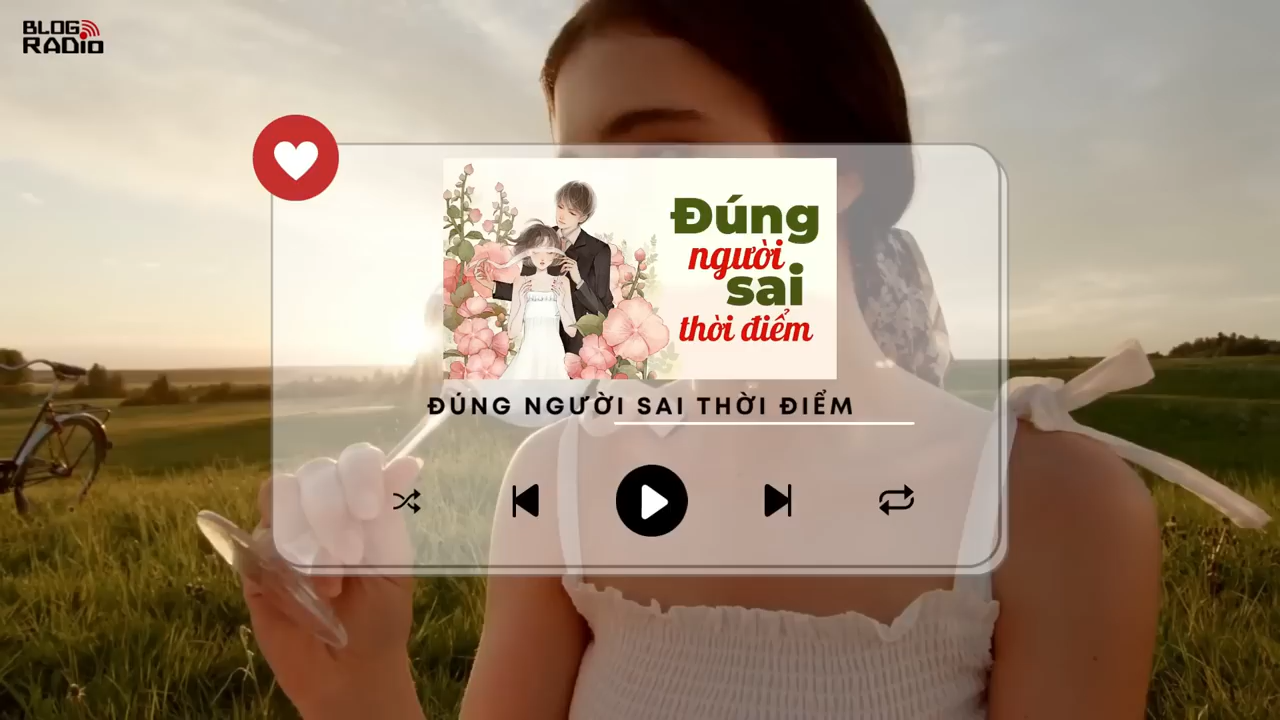 BLOG
RADIO
Đúng
người
sai
thời điểm
ĐÚNG NGƯỜI SAI THỜI ĐIỂM